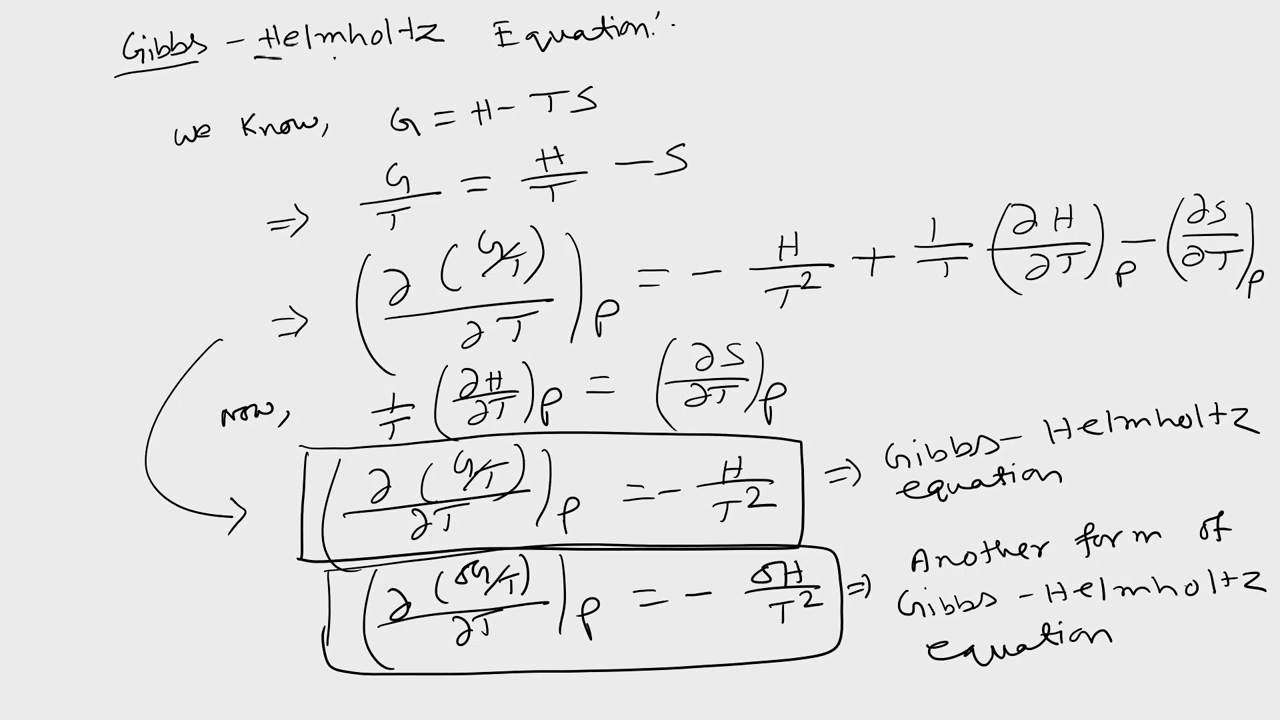 Gibbs - Helmholtz Equation:
we know, G = H - TS
⇒ G/T = H/T - S
⇒ (∂(G/T)/∂T)p = - H/T² + 1/T (∂H/∂T)p - (∂S/∂T)p
now, 1/T (∂H/∂T)p = (∂S/∂T)p
(∂(G/T)/∂T)p = - H/T² ⇒ Gibbs - Helmholtz
equation
(∂(ΔG/T)/∂T)p = - ΔH/T² ⇒ Another form of
Gibbs - Helmholtz
equation